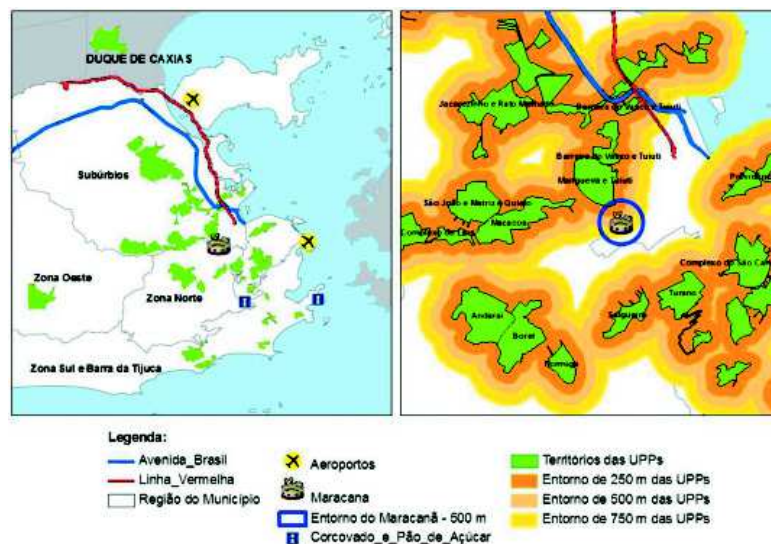 DUQUE DE CAXIAS
Subúrbios
Zona Oeste
Zona Norte
Zona Sul e Barra da Tijuca
Jacarezinho e Rato Molhado
Barreira do Vasco e Tuiuti
Barreira do Vasco e Tuiuti
Mangueira e Tuiuti
São João e Matriz e Quieto
Macacos
Complexo de Lins
Complexo do São Car
Turano
Salgueiro
Andaraí
Borel
Formiga
Legenda:
Avenida_Brasil
Linha_Vermelha
Região do Município
Aeroportos
Maracana
Entorno do Maracanã - 500 m
Corcovado_e_Pão_de_Açúcar
Territórios das UPPs
Entorno de 250 m das UPPs
Entorno de 500 m das UPPs
Entorno de 750 m das UPPs